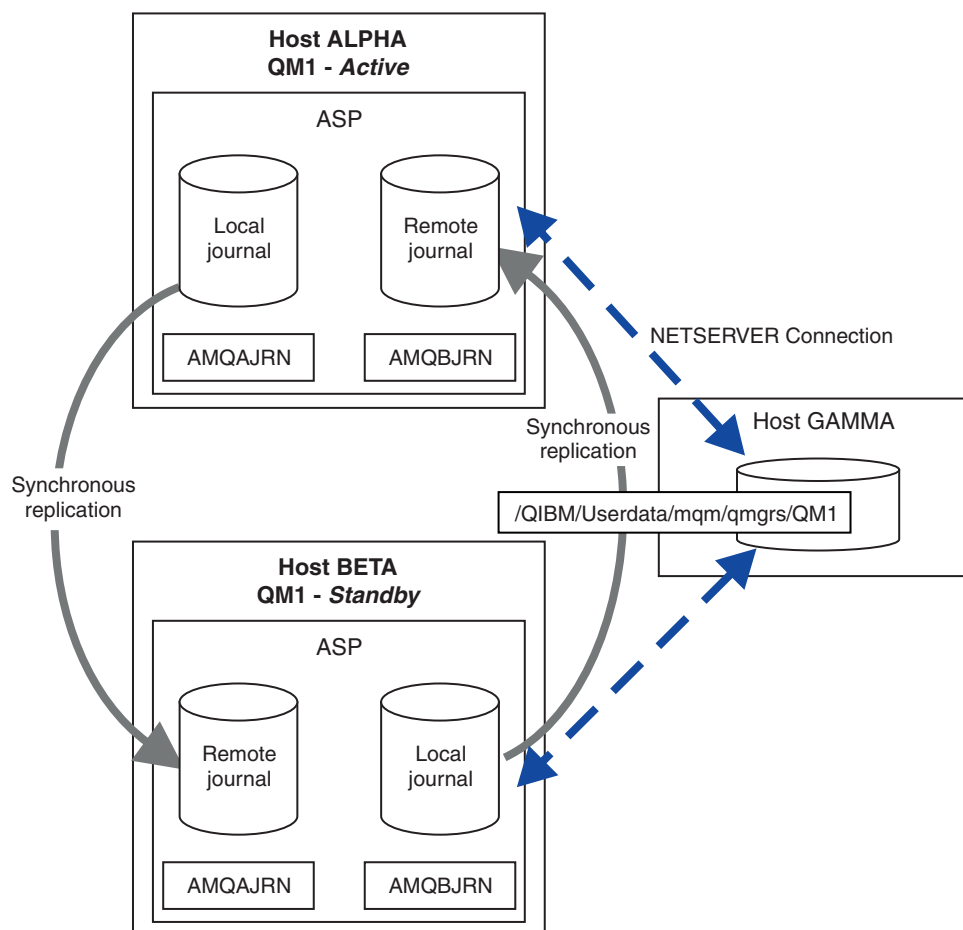 Host ALPHA
QM1 - Active
ASP
Local
journal
Remote
journal
AMQAJRN
AMQBJRN
NETSERVER Connection
Synchronous
replication
Synchronous
replication
Host GAMMA
/QIBM/Userdata/mqm/qmgrs/QM1
Host BETA
QM1 - Standby
ASP
Remote
journal
Local
journal
AMQAJRN
AMQBJRN